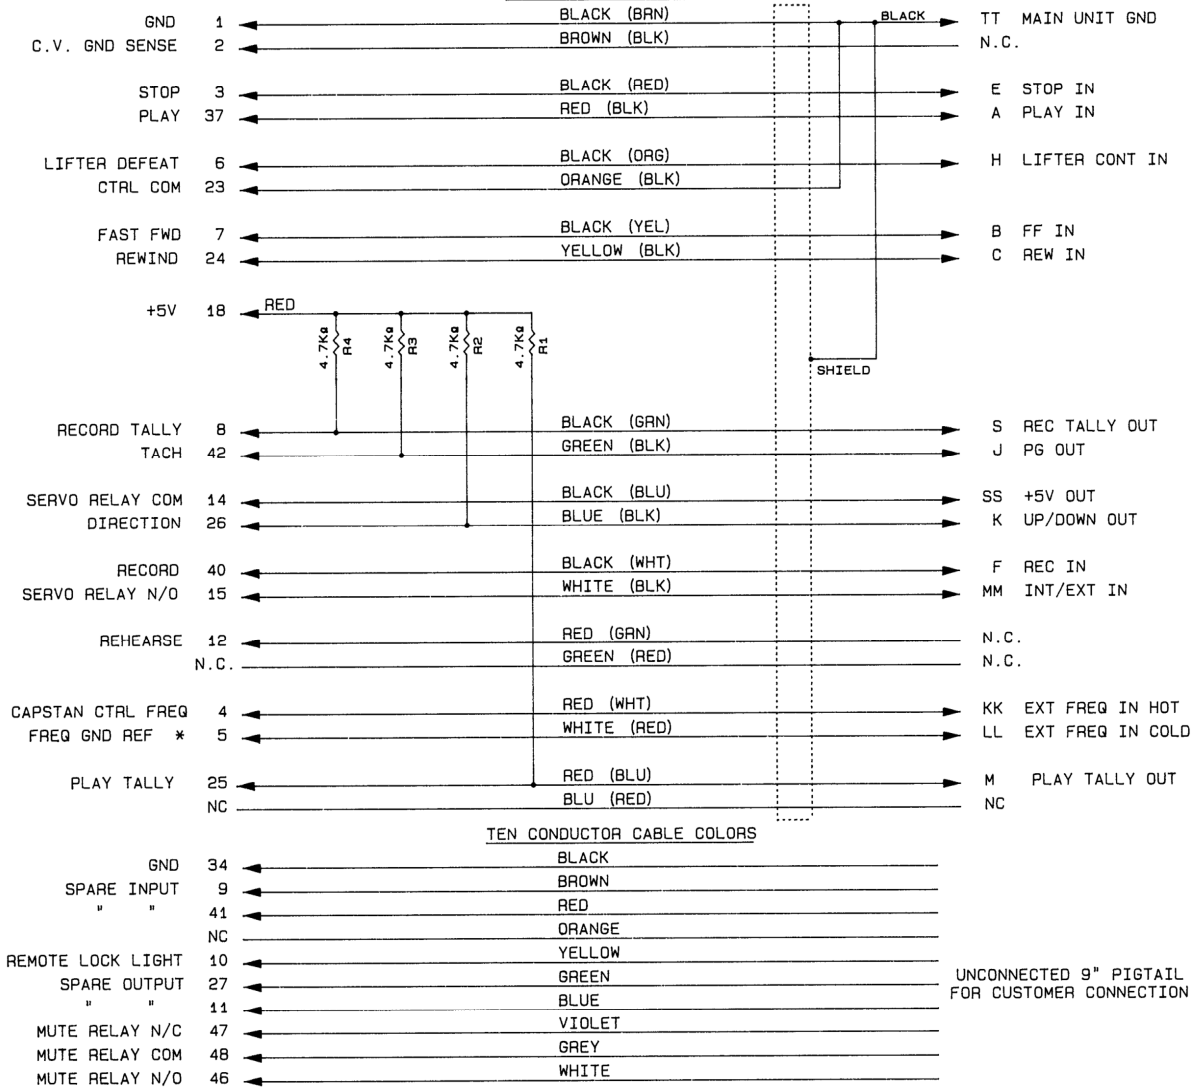 GND 1 BLACK (BRN) BLACK TT MAIN UNIT GND
C.V. GND SENSE 2 BROWN (BLK) N.C.
STOP 3 BLACK (RED) E STOP IN
PLAY 37 RED (BLK) A PLAY IN
LIFTER DEFEAT 6 BLACK (ORG) H LIFTER CONT IN
CTRL COM 23 ORANGE (BLK)
FAST FWD 7 BLACK (YEL) B FF IN
REWIND 24 YELLOW (BLK) C REW IN
+5V 18 RED
4.7KΩ R4 4.7KΩ R3 4.7KΩ R2 4.7KΩ R1
SHIELD
RECORD TALLY 8 BLACK (GRN) S REC TALLY OUT
TACH 42 GREEN (BLK) J PG OUT
SERVO RELAY COM 14 BLACK (BLU) SS +5V OUT
DIRECTION 26 BLUE (BLK) K UP/DOWN OUT
RECORD 40 BLACK (WHT) F REC IN
SERVO RELAY N/O 15 WHITE (BLK) MM INT/EXT IN
REHEARSE 12 RED (GRN) N.C.
N.C. GREEN (RED) N.C.
CAPSTAN CTRL FREQ 4 RED (WHT) KK EXT FREQ IN HOT
FREQ GND REF * 5 WHITE (RED) LL EXT FREQ IN COLD
PLAY TALLY 25 RED (BLU) M PLAY TALLY OUT
NC BLU (RED) NC
TEN CONDUCTOR CABLE COLORS
GND 34 BLACK
SPARE INPUT 9 BROWN
" " 41 RED
NC ORANGE
REMOTE LOCK LIGHT 10 YELLOW
SPARE OUTPUT 27 GREEN
UNCONNECTED 9" PIGTAIL
FOR CUSTOMER CONNECTION
" " 11 BLUE
MUTE RELAY N/C 47 VIOLET
MUTE RELAY COM 48 GREY
MUTE RELAY N/O 46 WHITE